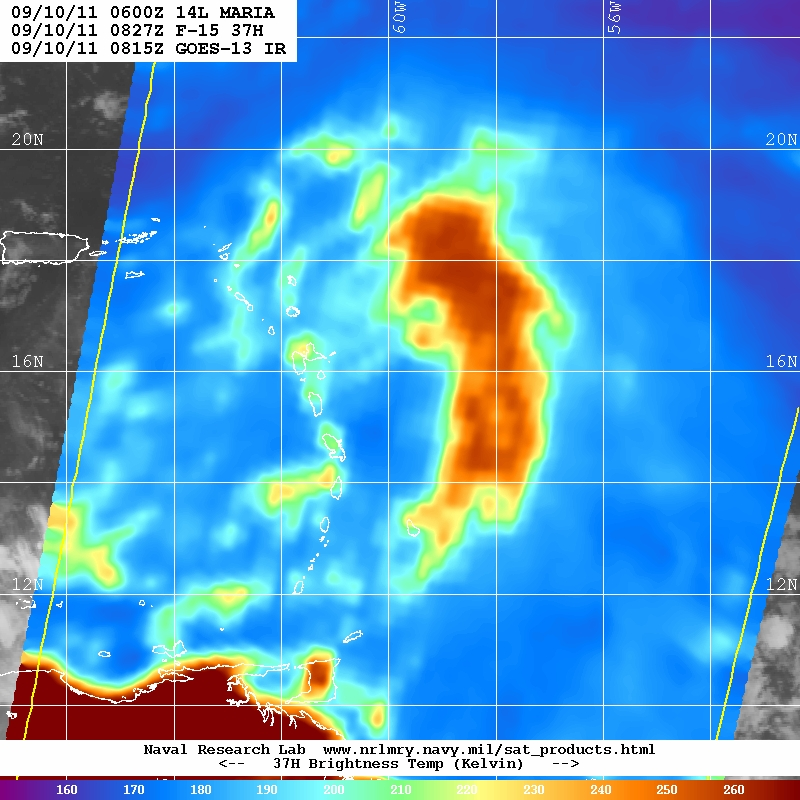 09/10/11 0600Z 14L MARIA
09/10/11 0827Z F-15 37H
09/10/11 0815Z GOES-13 IR
60W 56W
20N 20N
16N 16N
12N 12N
Naval Research Lab www.nrlmry.navy.mil/sat_products.html
<-- 37H Brightness Temp (Kelvin) -->
160 170 180 190 200 210 220 230 240 250 260